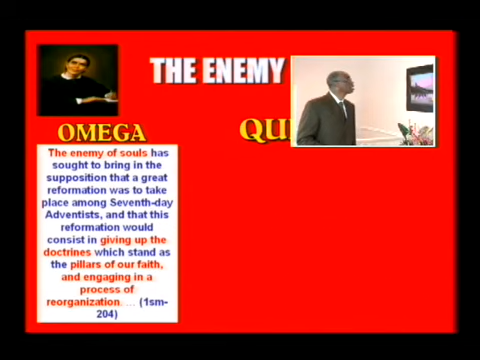 THE ENEMY
OMEGA
The enemy of souls has
sought to bring in the
supposition that a great
reformation was to take
place among Seventh-day
Adventists, and that this
reformation would
consist in giving up the
doctrines which stand as
the pillars of our faith,
and engaging in a
process of
reorganization. ... (1sm-
204)